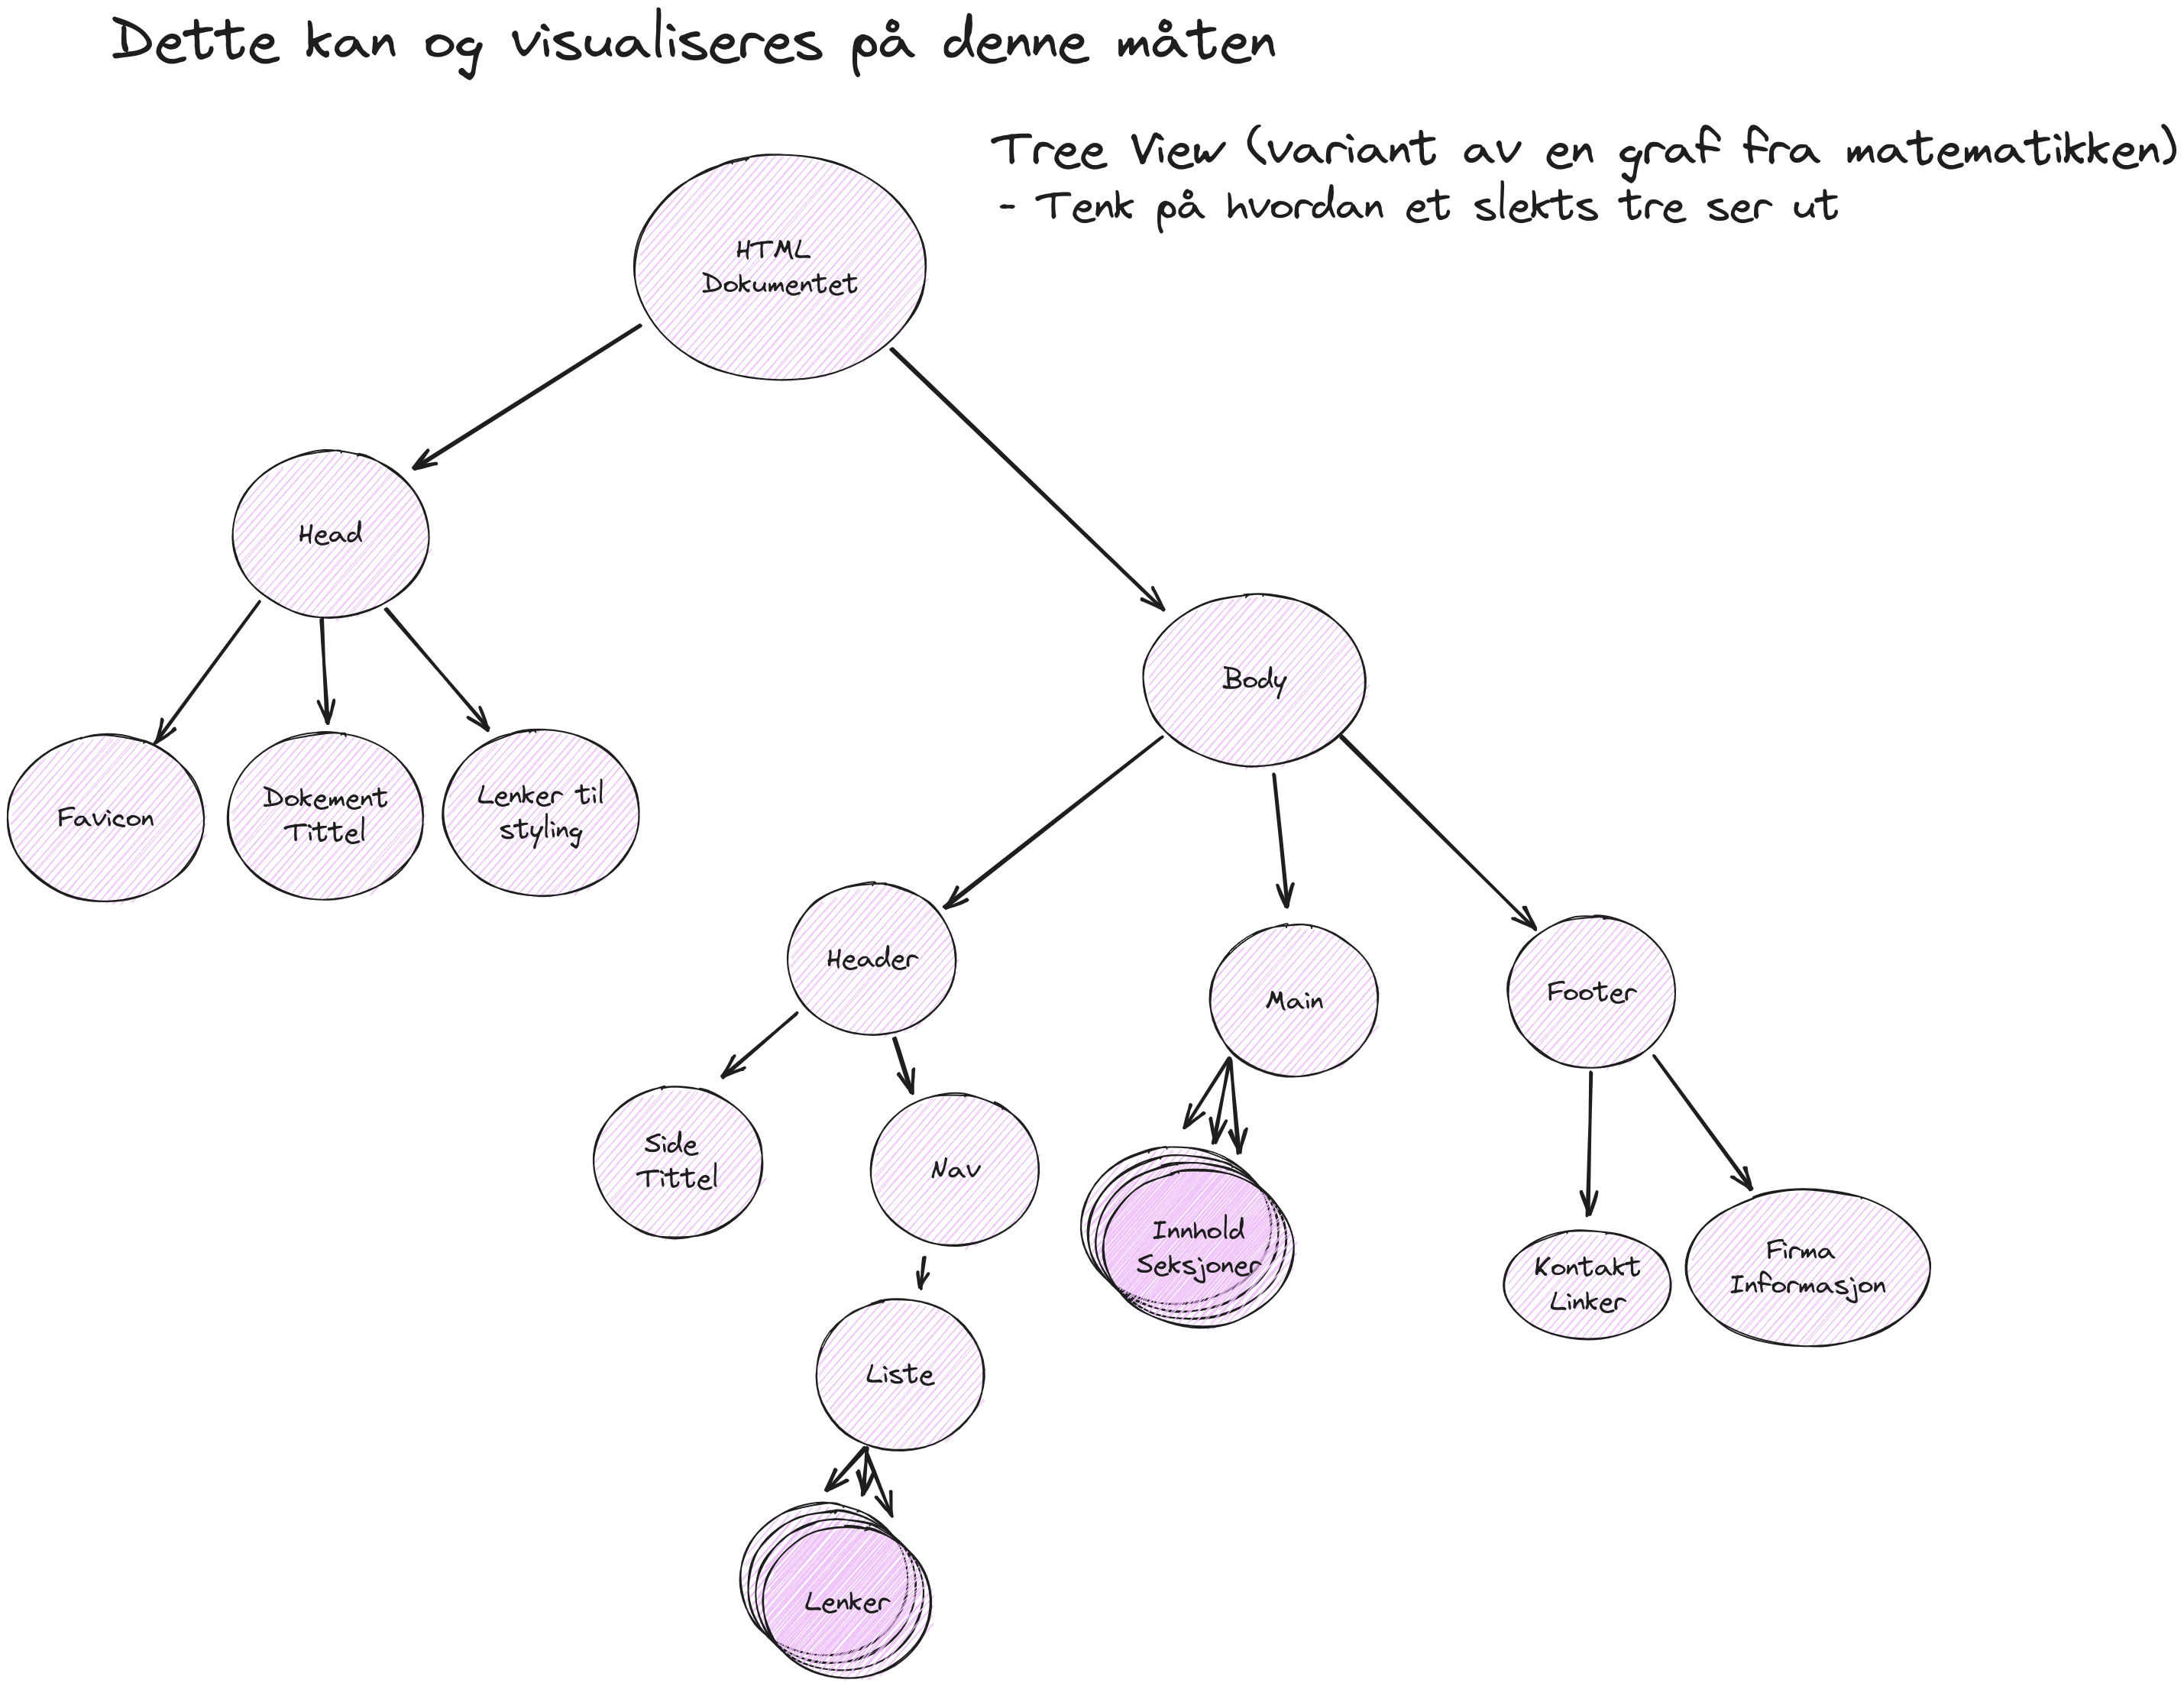 Dette kan og visualiseres på denne måten
Tree View (variant av en graf fra matematikken)
- Tenk på hvordan et slekts tre ser ut
HTML
Dokumentet
Head
Body
Favicon
Dokement
Tittel
Lenker til
styling
Header
Main
Footer
Side
Tittel
Nav
Innhold
Seksjoner
Kontakt
Linker
Firma
Informasjon
Liste
Lenker